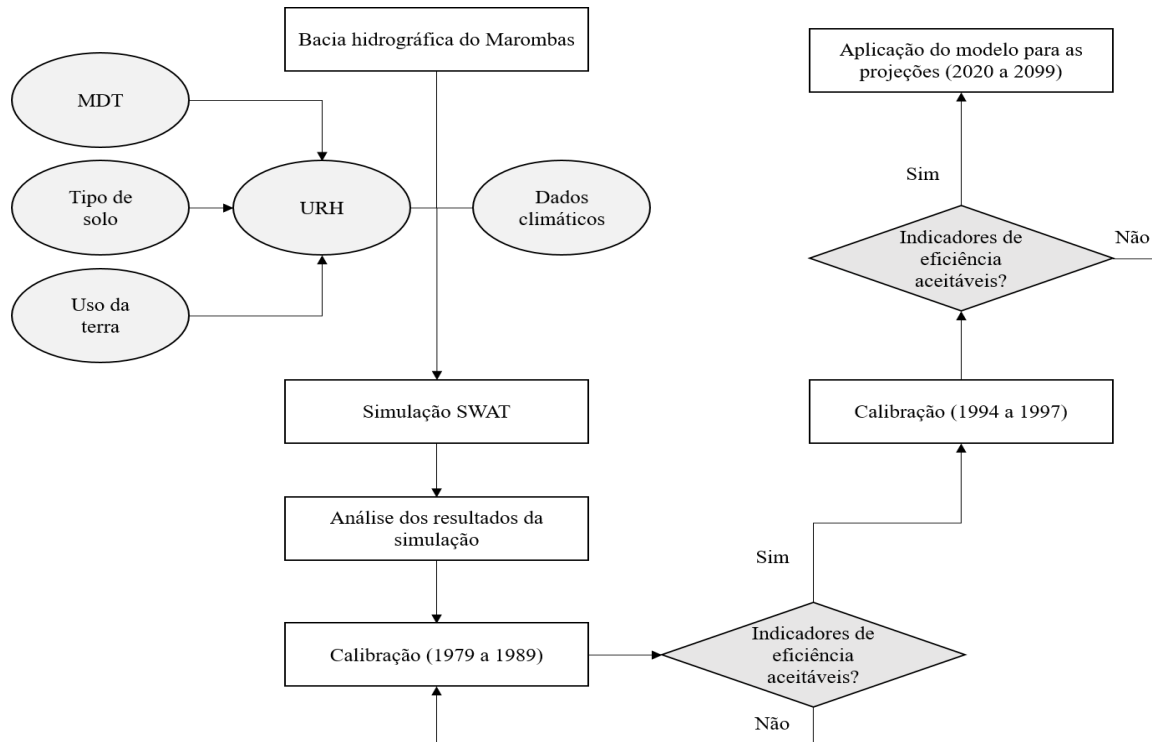 Bacia hidrográfica do Marombas
MDT
Tipo de
solo
Uso da
terra
URH
Dados
climáticos
Simulação SWAT
Análise dos resultados da
simulação
Calibração (1979 a 1989)
Indicadores de
eficiência
aceitáveis?
Não
Sim
Calibração (1994 a 1997)
Indicadores de
eficiência
aceitáveis?
Não
Sim
Aplicação do modelo para as
projeções (2020 a 2099)